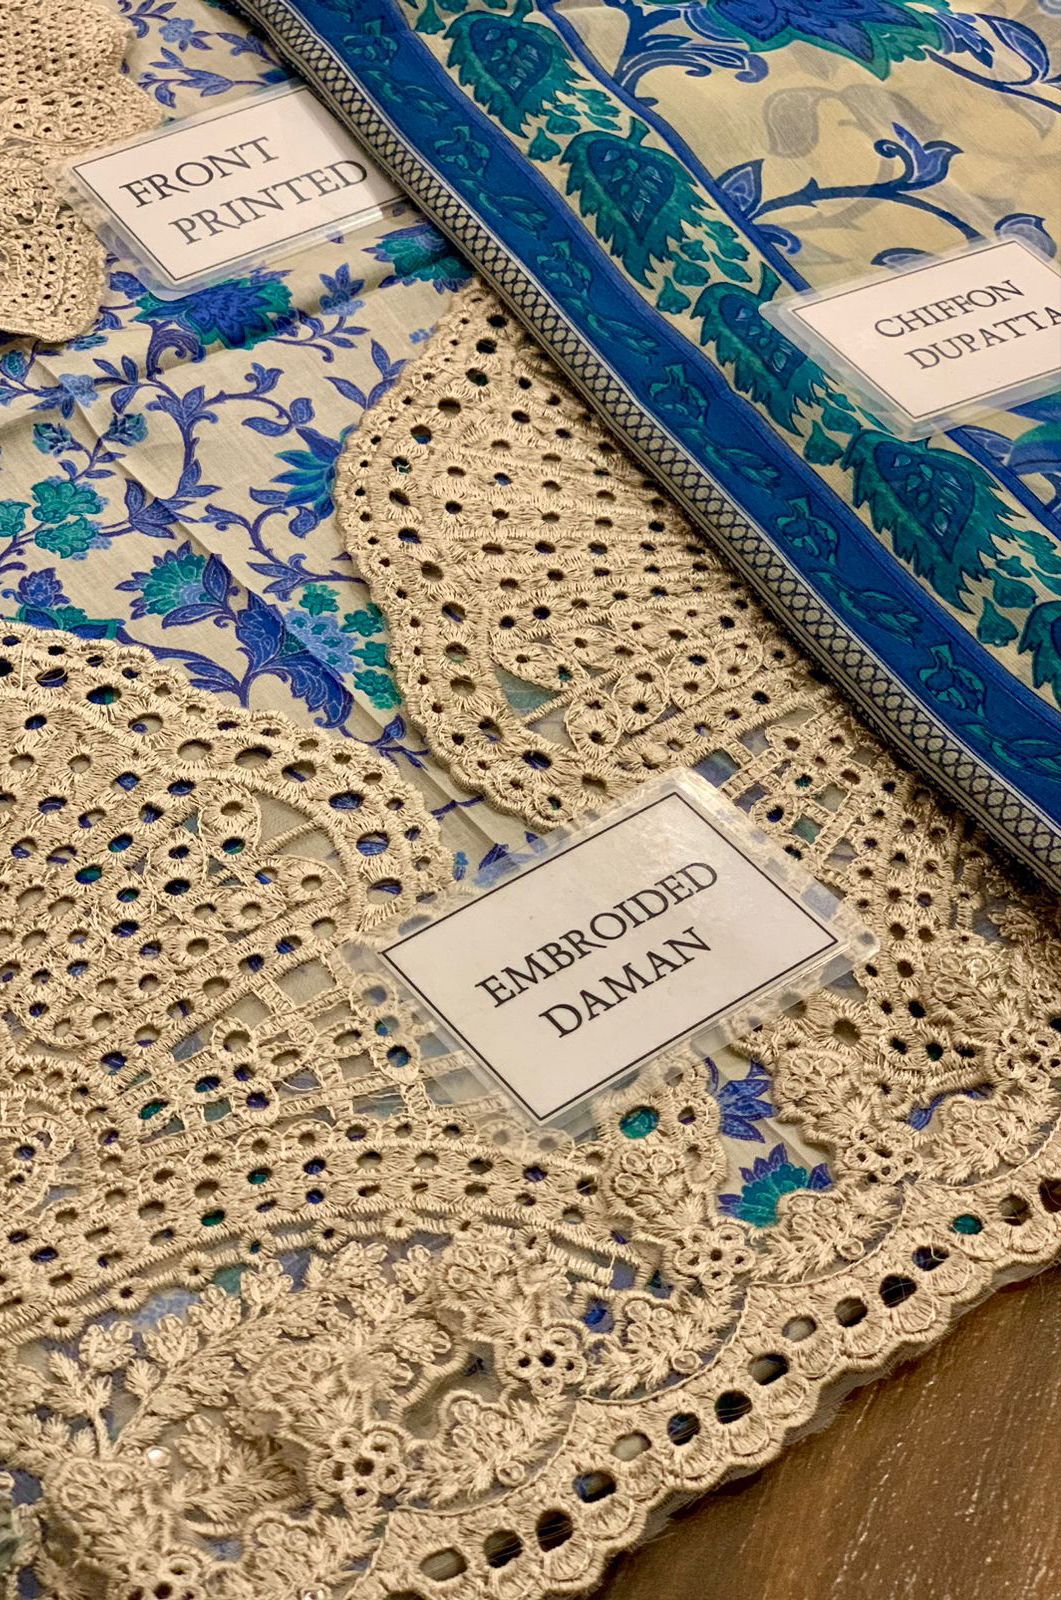 FRONT
PRINTED
CHIFFON
DUPATTA
EMBROIDED
DAMAN